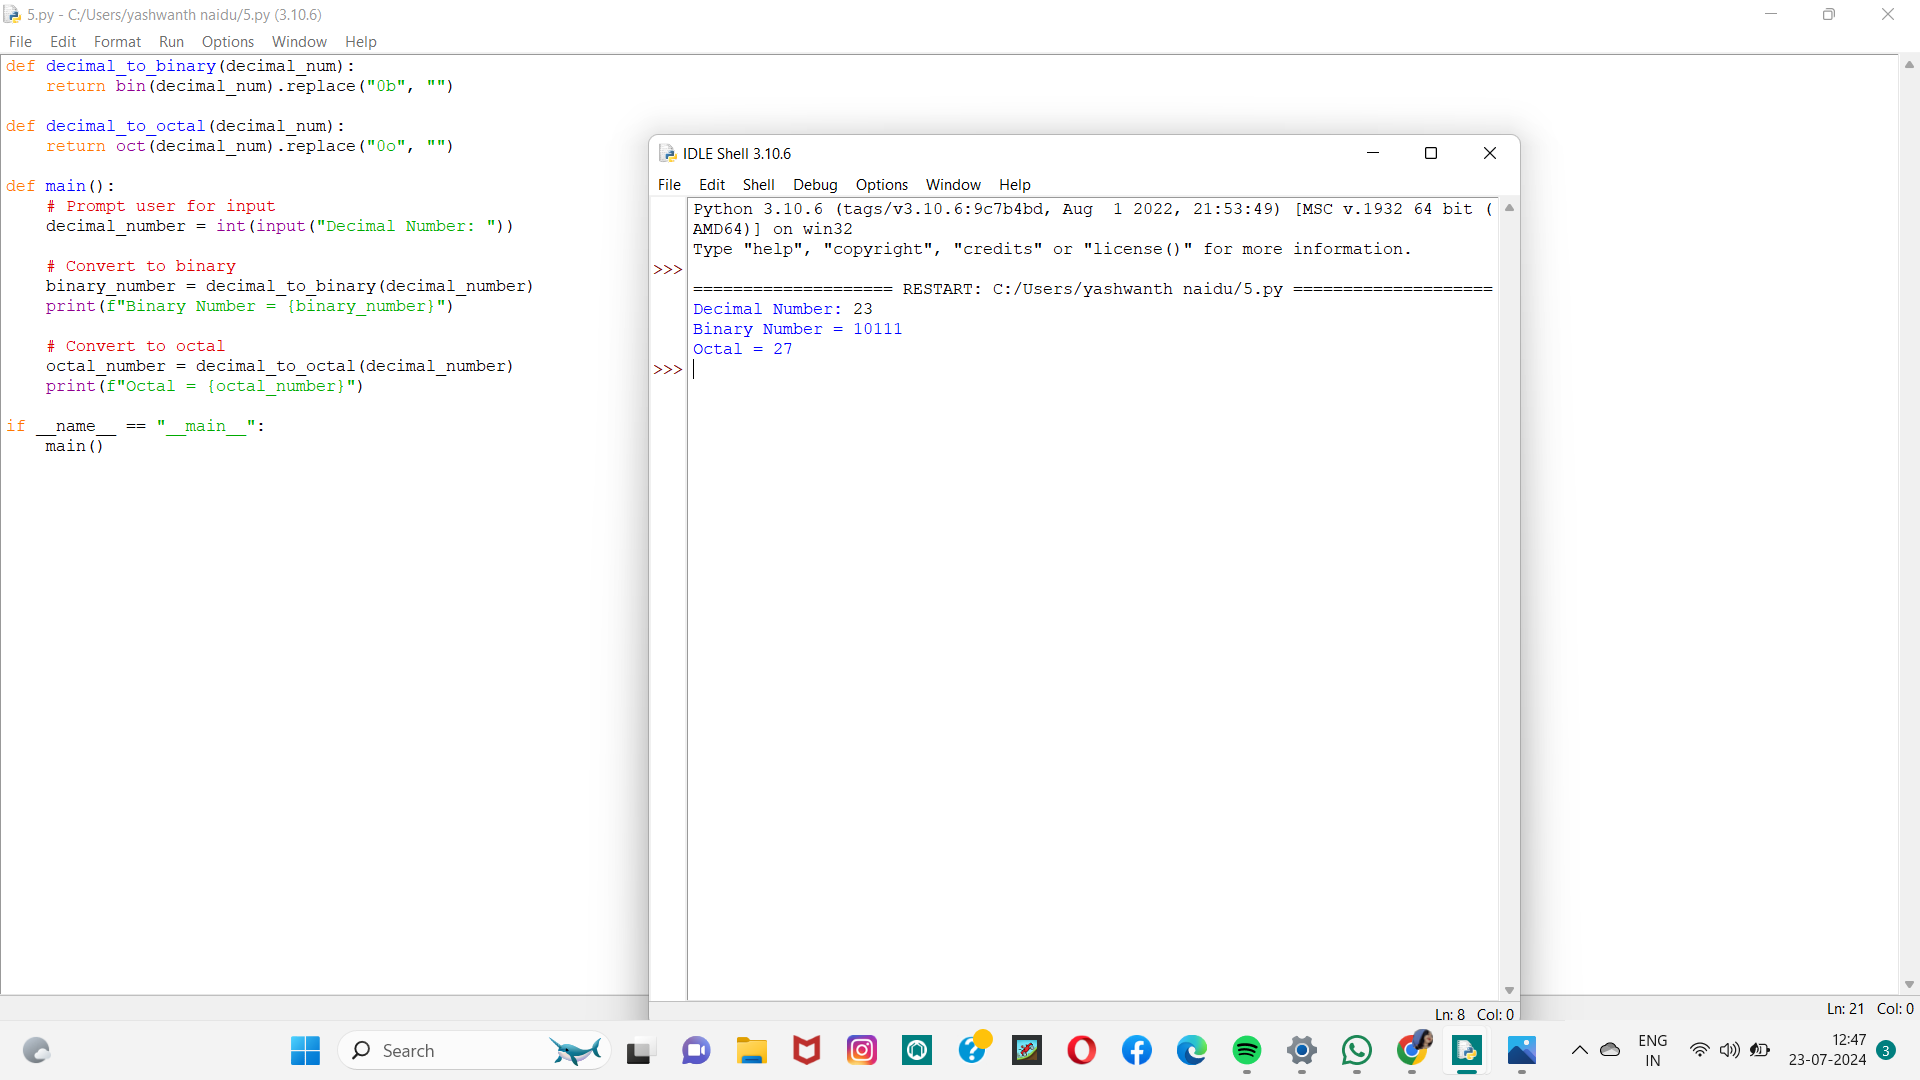 5.py - C:/Users/yashwanth naidu/5.py (3.10.6)
File Edit Format Run Options Window Help
def decimal_to_binary(decimal_num):
    return bin(decimal_num).replace("0b", "")

def decimal_to_octal(decimal_num):
    return oct(decimal_num).replace("0o", "")

def main():
    # Prompt user for input
    decimal_number = int(input("Decimal Number: "))

    # Convert to binary
    binary_number = decimal_to_binary(decimal_number)
    print(f"Binary Number = {binary_number}")

    # Convert to octal
    octal_number = decimal_to_octal(decimal_number)
    print(f"Octal = {octal_number}")

if __name__ == "__main__":
    main()
IDLE Shell 3.10.6
File Edit Shell Debug Options Window Help
Python 3.10.6 (tags/v3.10.6:9c7b4bd, Aug  1 2022, 21:53:49) [MSC v.1932 64 bit (
AMD64)] on win32
Type "help", "copyright", "credits" or "license()" for more information.
>>>
==================== RESTART: C:/Users/yashwanth naidu/5.py ====================
Decimal Number: 23
Binary Number = 10111
Octal = 27
>>>
Ln: 8 Col: 0
Ln: 21 Col: 0
Search
ENG
IN
12:47
23-07-2024
3